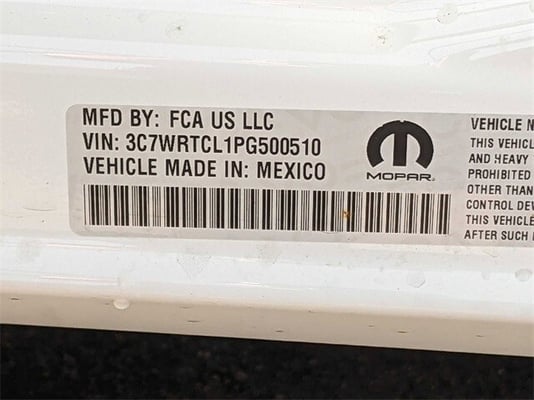 MFD BY: FCA US LLC
VIN: 3C7WRTCL1PG500510
VEHICLE MADE IN: MEXICO
MOPAR
VEHICLE
THIS VEHICL
AND HEAVY
PROHIBITED
OTHER THAN
CONTROL DEV
THIS VEHICLE
AFTER SUCH